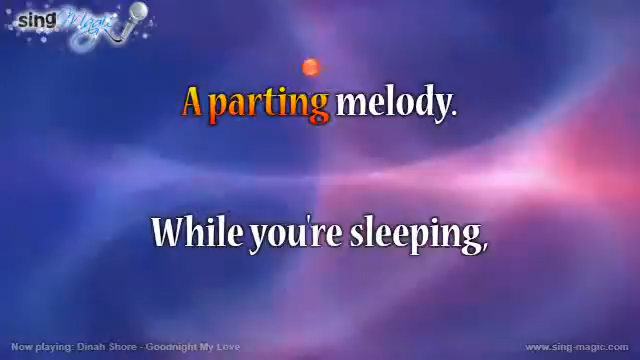 sing Magic
A parting melody.
While you're sleeping,
Now playing: Dinah Shore - Goodnight My Love
www.sing-magic.com